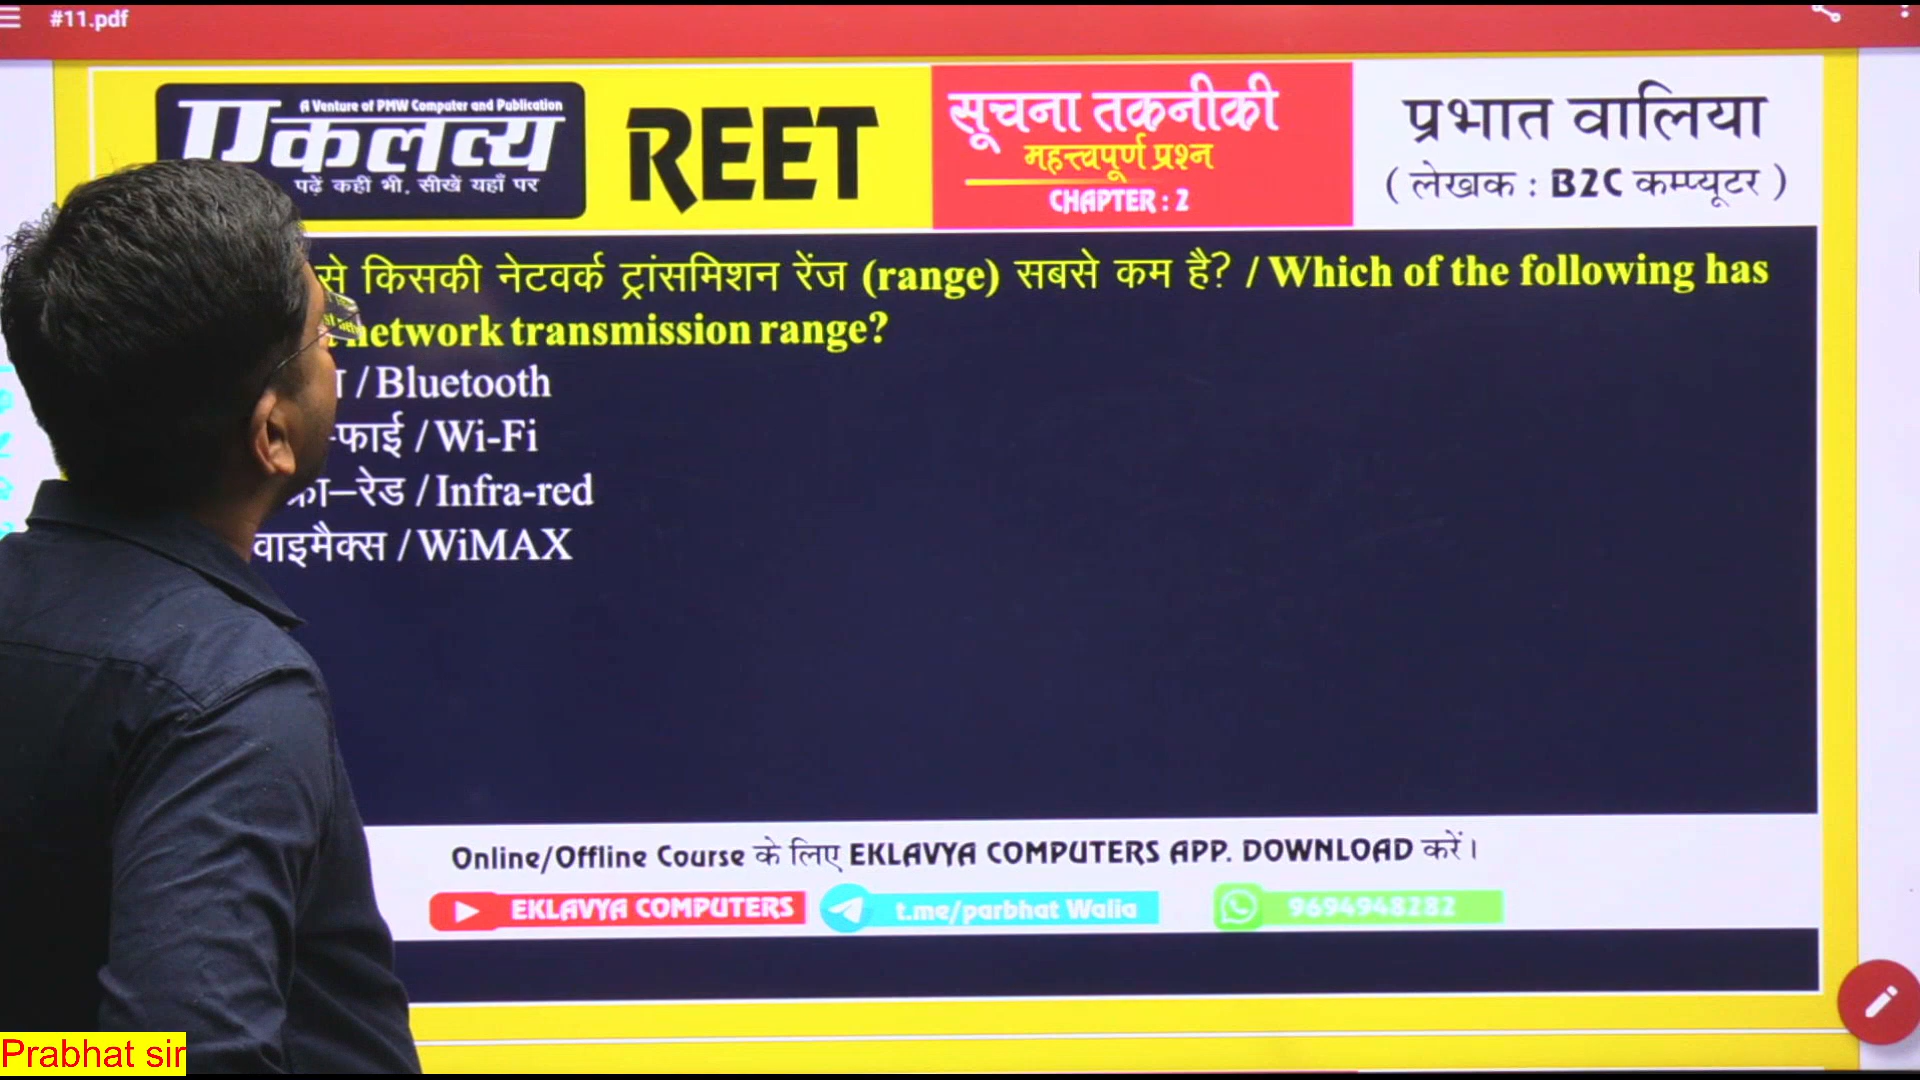 #11.pdf
A Venture of PMW Computer and Publication
एकलव्य
पढ़ें कहीं भी, सीखें यहाँ पर
REET
सूचना तकनीकी
महत्त्वपूर्ण प्रश्न
CHAPTER : 2
प्रभात वालिया
( लेखक : B2C कम्प्यूटर )
से किसकी नेटवर्क ट्रांसमिशन रेंज (range) सबसे कम है? / Which of the following has
network transmission range?
/ Bluetooth
-फाई / Wi-Fi
–रेड / Infra-red
वाइमैक्स / WiMAX
Online/Offline Course के लिए EKLAVYA COMPUTERS APP. DOWNLOAD करें।
EKLAVYA COMPUTERS
t.me/parbhat Walia
9694948282
Prabhat sir